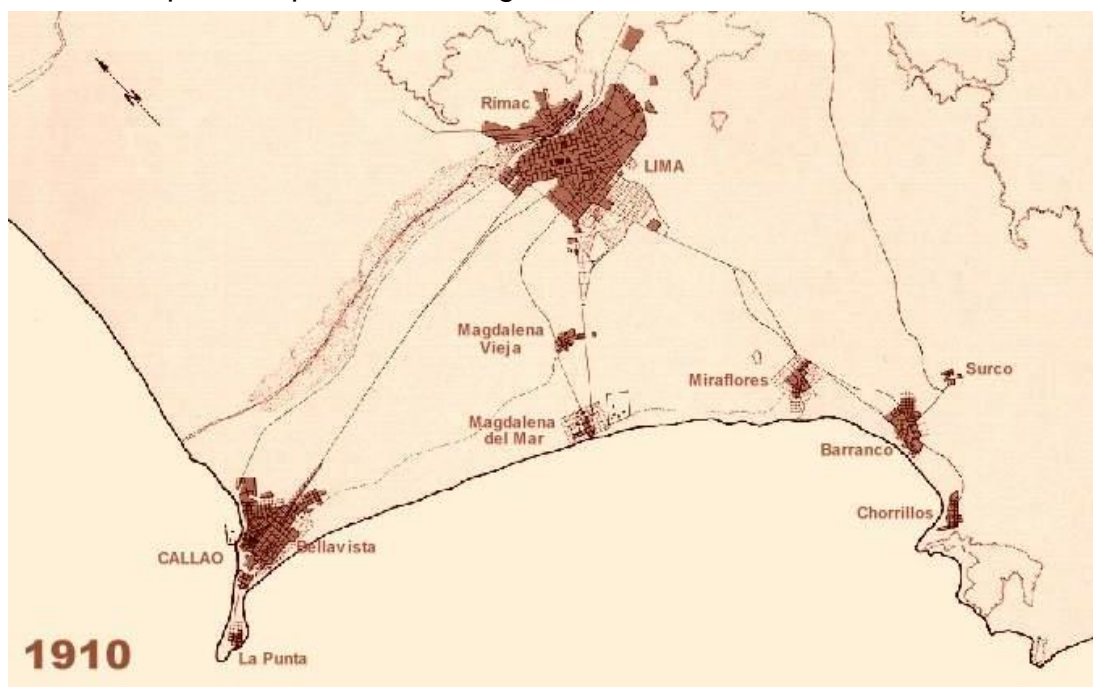 N
Rimac
LIMA
Magdalena
Vieja
Miraflores
Surco
Magdalena
del Mar
Barranco
Chorrillos
CALLAO
Bellavista
La Punta
1910